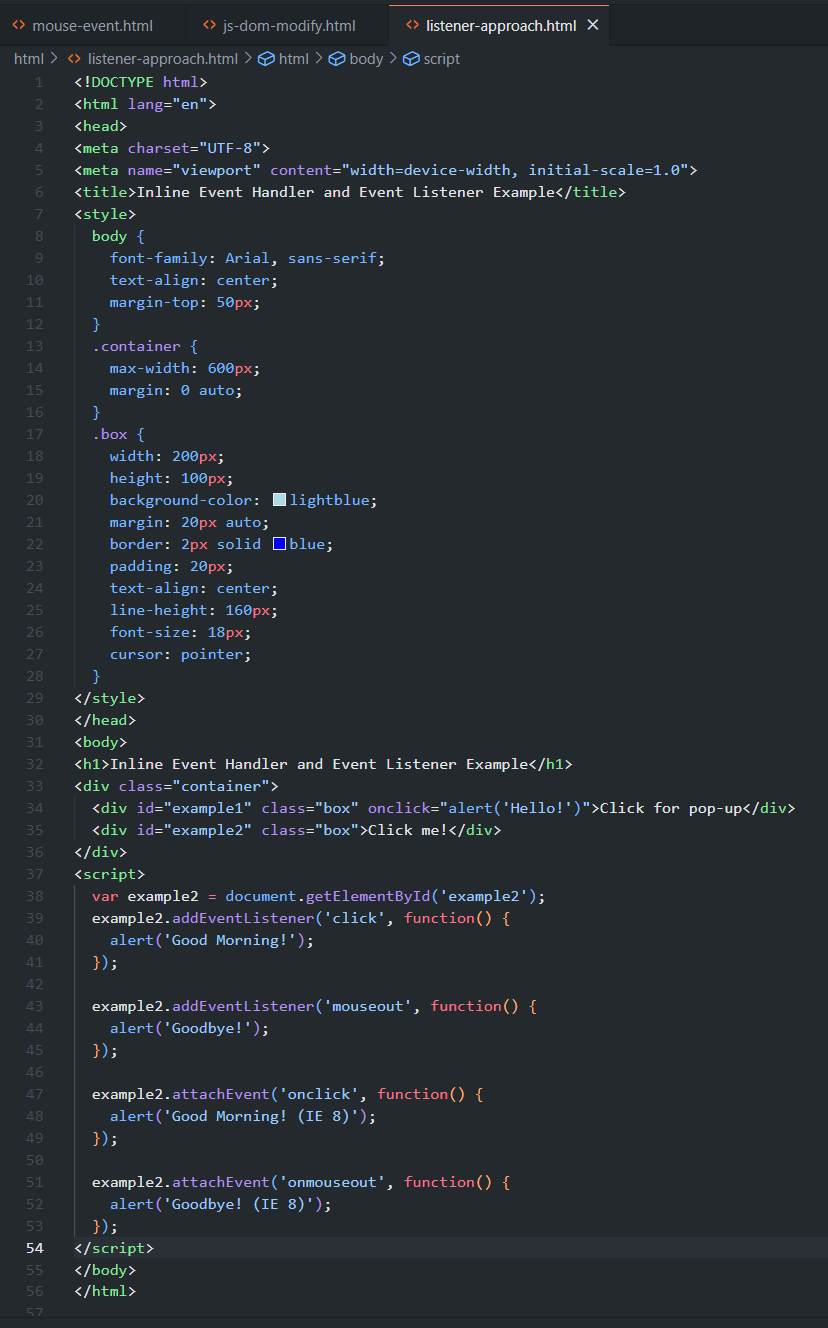 mouse-event.html js-dom-modify.html listener-approach.html ×
html > listener-approach.html > html > body > script
1 <!DOCTYPE html>
2 <html lang="en">
3 <head>
4 <meta charset="UTF-8">
5 <meta name="viewport" content="width=device-width, initial-scale=1.0">
6 <title>Inline Event Handler and Event Listener Example</title>
7 <style>
8   body {
9     font-family: Arial, sans-serif;
10     text-align: center;
11     margin-top: 50px;
12   }
13   .container {
14     max-width: 600px;
15     margin: 0 auto;
16   }
17   .box {
18     width: 200px;
19     height: 100px;
20     background-color: lightblue;
21     margin: 20px auto;
22     border: 2px solid blue;
23     padding: 20px;
24     text-align: center;
25     line-height: 160px;
26     font-size: 18px;
27     cursor: pointer;
28   }
29 </style>
30 </head>
31 <body>
32 <h1>Inline Event Handler and Event Listener Example</h1>
33 <div class="container">
34   <div id="example1" class="box" onclick="alert('Hello!')">Click for pop-up</div>
35   <div id="example2" class="box">Click me!</div>
36 </div>
37 <script>
38   var example2 = document.getElementById('example2');
39   example2.addEventListener('click', function() {
40     alert('Good Morning!');
41   });
42
43   example2.addEventListener('mouseout', function() {
44     alert('Goodbye!');
45   });
46
47   example2.attachEvent('onclick', function() {
48     alert('Good Morning! (IE 8)');
49   });
50
51   example2.attachEvent('onmouseout', function() {
52     alert('Goodbye! (IE 8)');
53   });
54 </script>
55 </body>
56 </html>
57